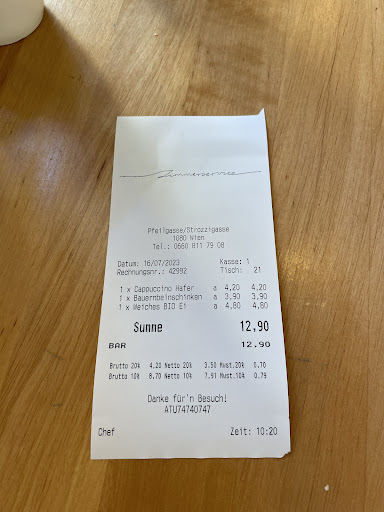 Zimmerservice
Pfeilgasse/Strozzigasse
1080 Wien
Tel.: 0660 811 79 08
Datum: 16/07/2023 Kasse: 1
Rechnungsnr.: 42992 Tisch: 21
1 x Cappuccino Hafer a 4,20 4,20
1 x Bauernbeinschinken a 3,90 3,90
1 x Weiches BIO Ei a 4,80 4,80
Summe 12,90
BAR 12.90
Brutto 20% 4.20 Netto 20% 3.50 Mwst.20% 0.70
Brutto 10% 8.70 Netto 10% 7.91 Mwst.10% 0.79
Danke für'n Besuch!
ATU74740747
Chef Zeit: 10:20